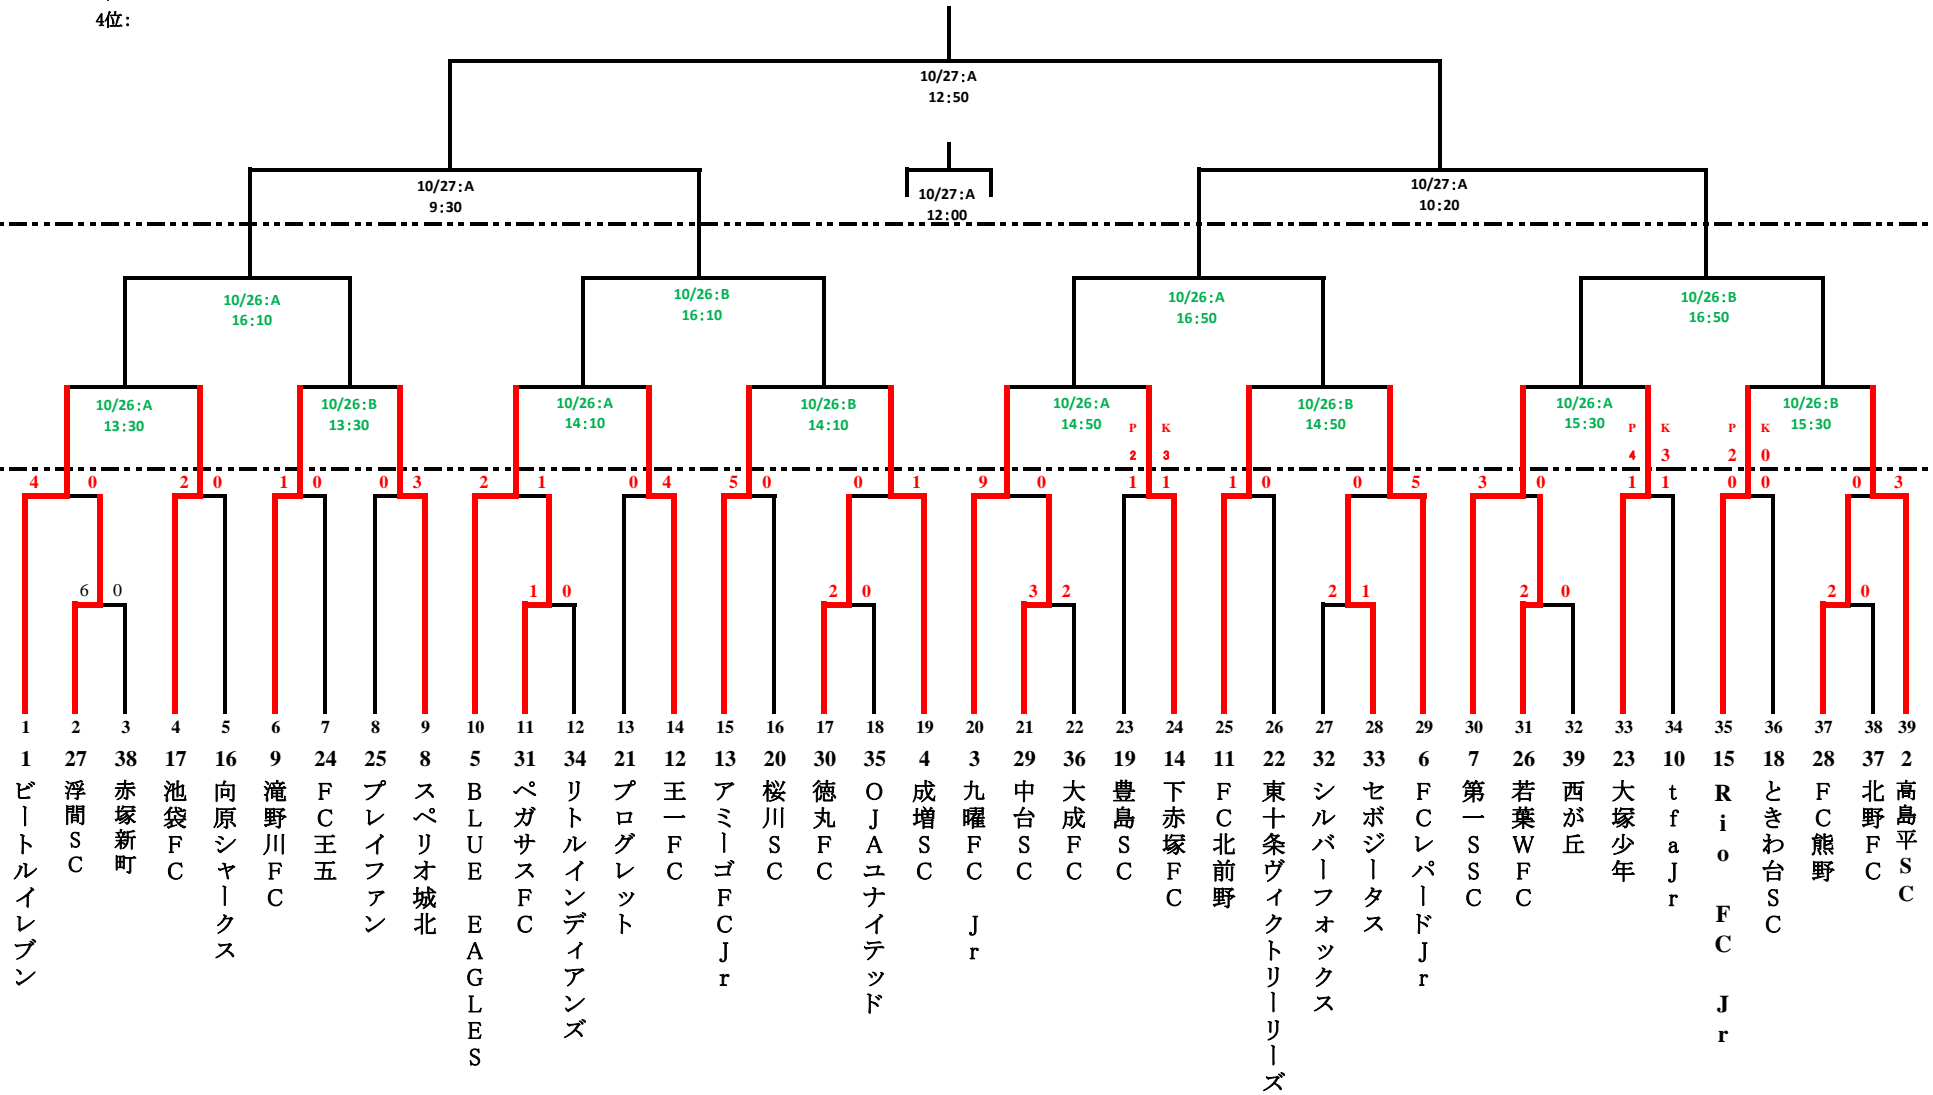 4位:
10/27:A
12:50
10/27:A
9:30
10/27:A
12:00
10/27:A
10:20
10/26:A
16:10
10/26:B
16:10
10/26:A
16:50
10/26:B
16:50
10/26:A
13:30
10/26:B
13:30
10/26:A
14:10
10/26:B
14:10
10/26:A
14:50
10/26:B
14:50
10/26:A
15:30
10/26:B
15:30
P K P K P K
2 3 4 3 2 0
4 0 2 0 1 0 0 3 2 1 0 4 5 0 0 1 9 0 1 1 1 0 0 5 3 0 1 1 0 0 0 3
6 0 1 0 2 0 3 2 2 1 2 0 2 0
1 2 3 4 5 6 7 8 9 10 11 12 13 14 15 16 17 18 19 20 21 22 23 24 25 26 27 28 29 30 31 32 33 34 35 36 37 38 39
1 27 38 17 16 9 24 25 8 5 31 34 21 12 13 20 30 35 4 3 29 36 19 14 11 22 32 33 6 7 26 39 23 10 15 18 28 37 2
ビートルイレブン
浮間SC
赤塚新町
池袋FC
向原シャークス
滝野川FC
FC王五
プレイファン
スペリオ城北
BLUE EAGLES
ペガサスFC
リトルインディアンズ
プログレット
王一FC
アミーゴFCJr
桜川SC
徳丸FC
OJAユナイテッド
成増SC
九曜FC Jr
中台SC
大成FC
豊島SC
下赤塚FC
FC北前野
東十条ヴィクトリーリーズ
シルバーフォックス
セボジータス
FCレパードJr
第一SSC
若葉WFC
西が丘
大塚少年
tfaJr
Rio FC Jr
ときわ台SC
FC熊野
北野FC
高島平SC